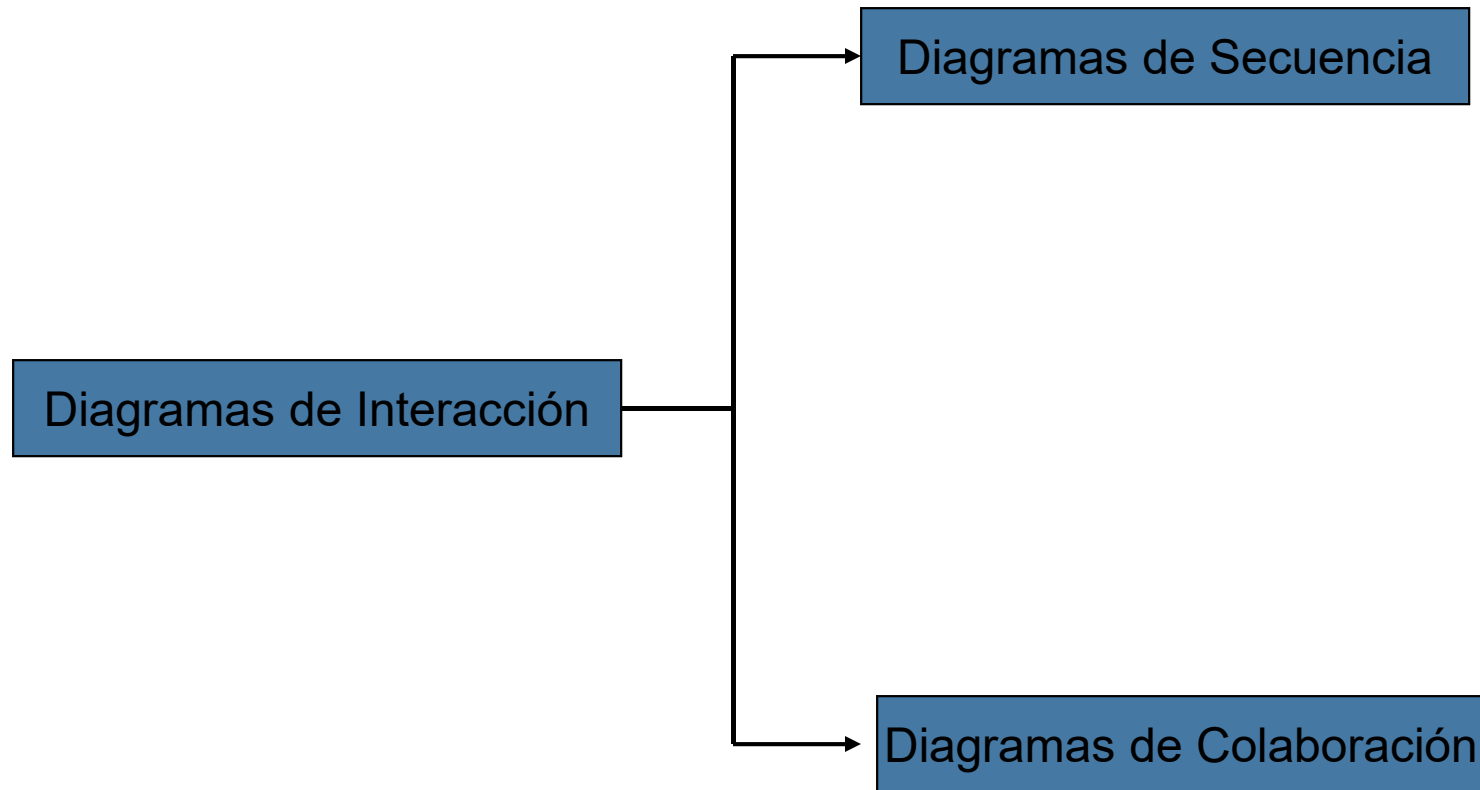 Diagramas de Secuencia
Diagramas de Interacción
Diagramas de Colaboración